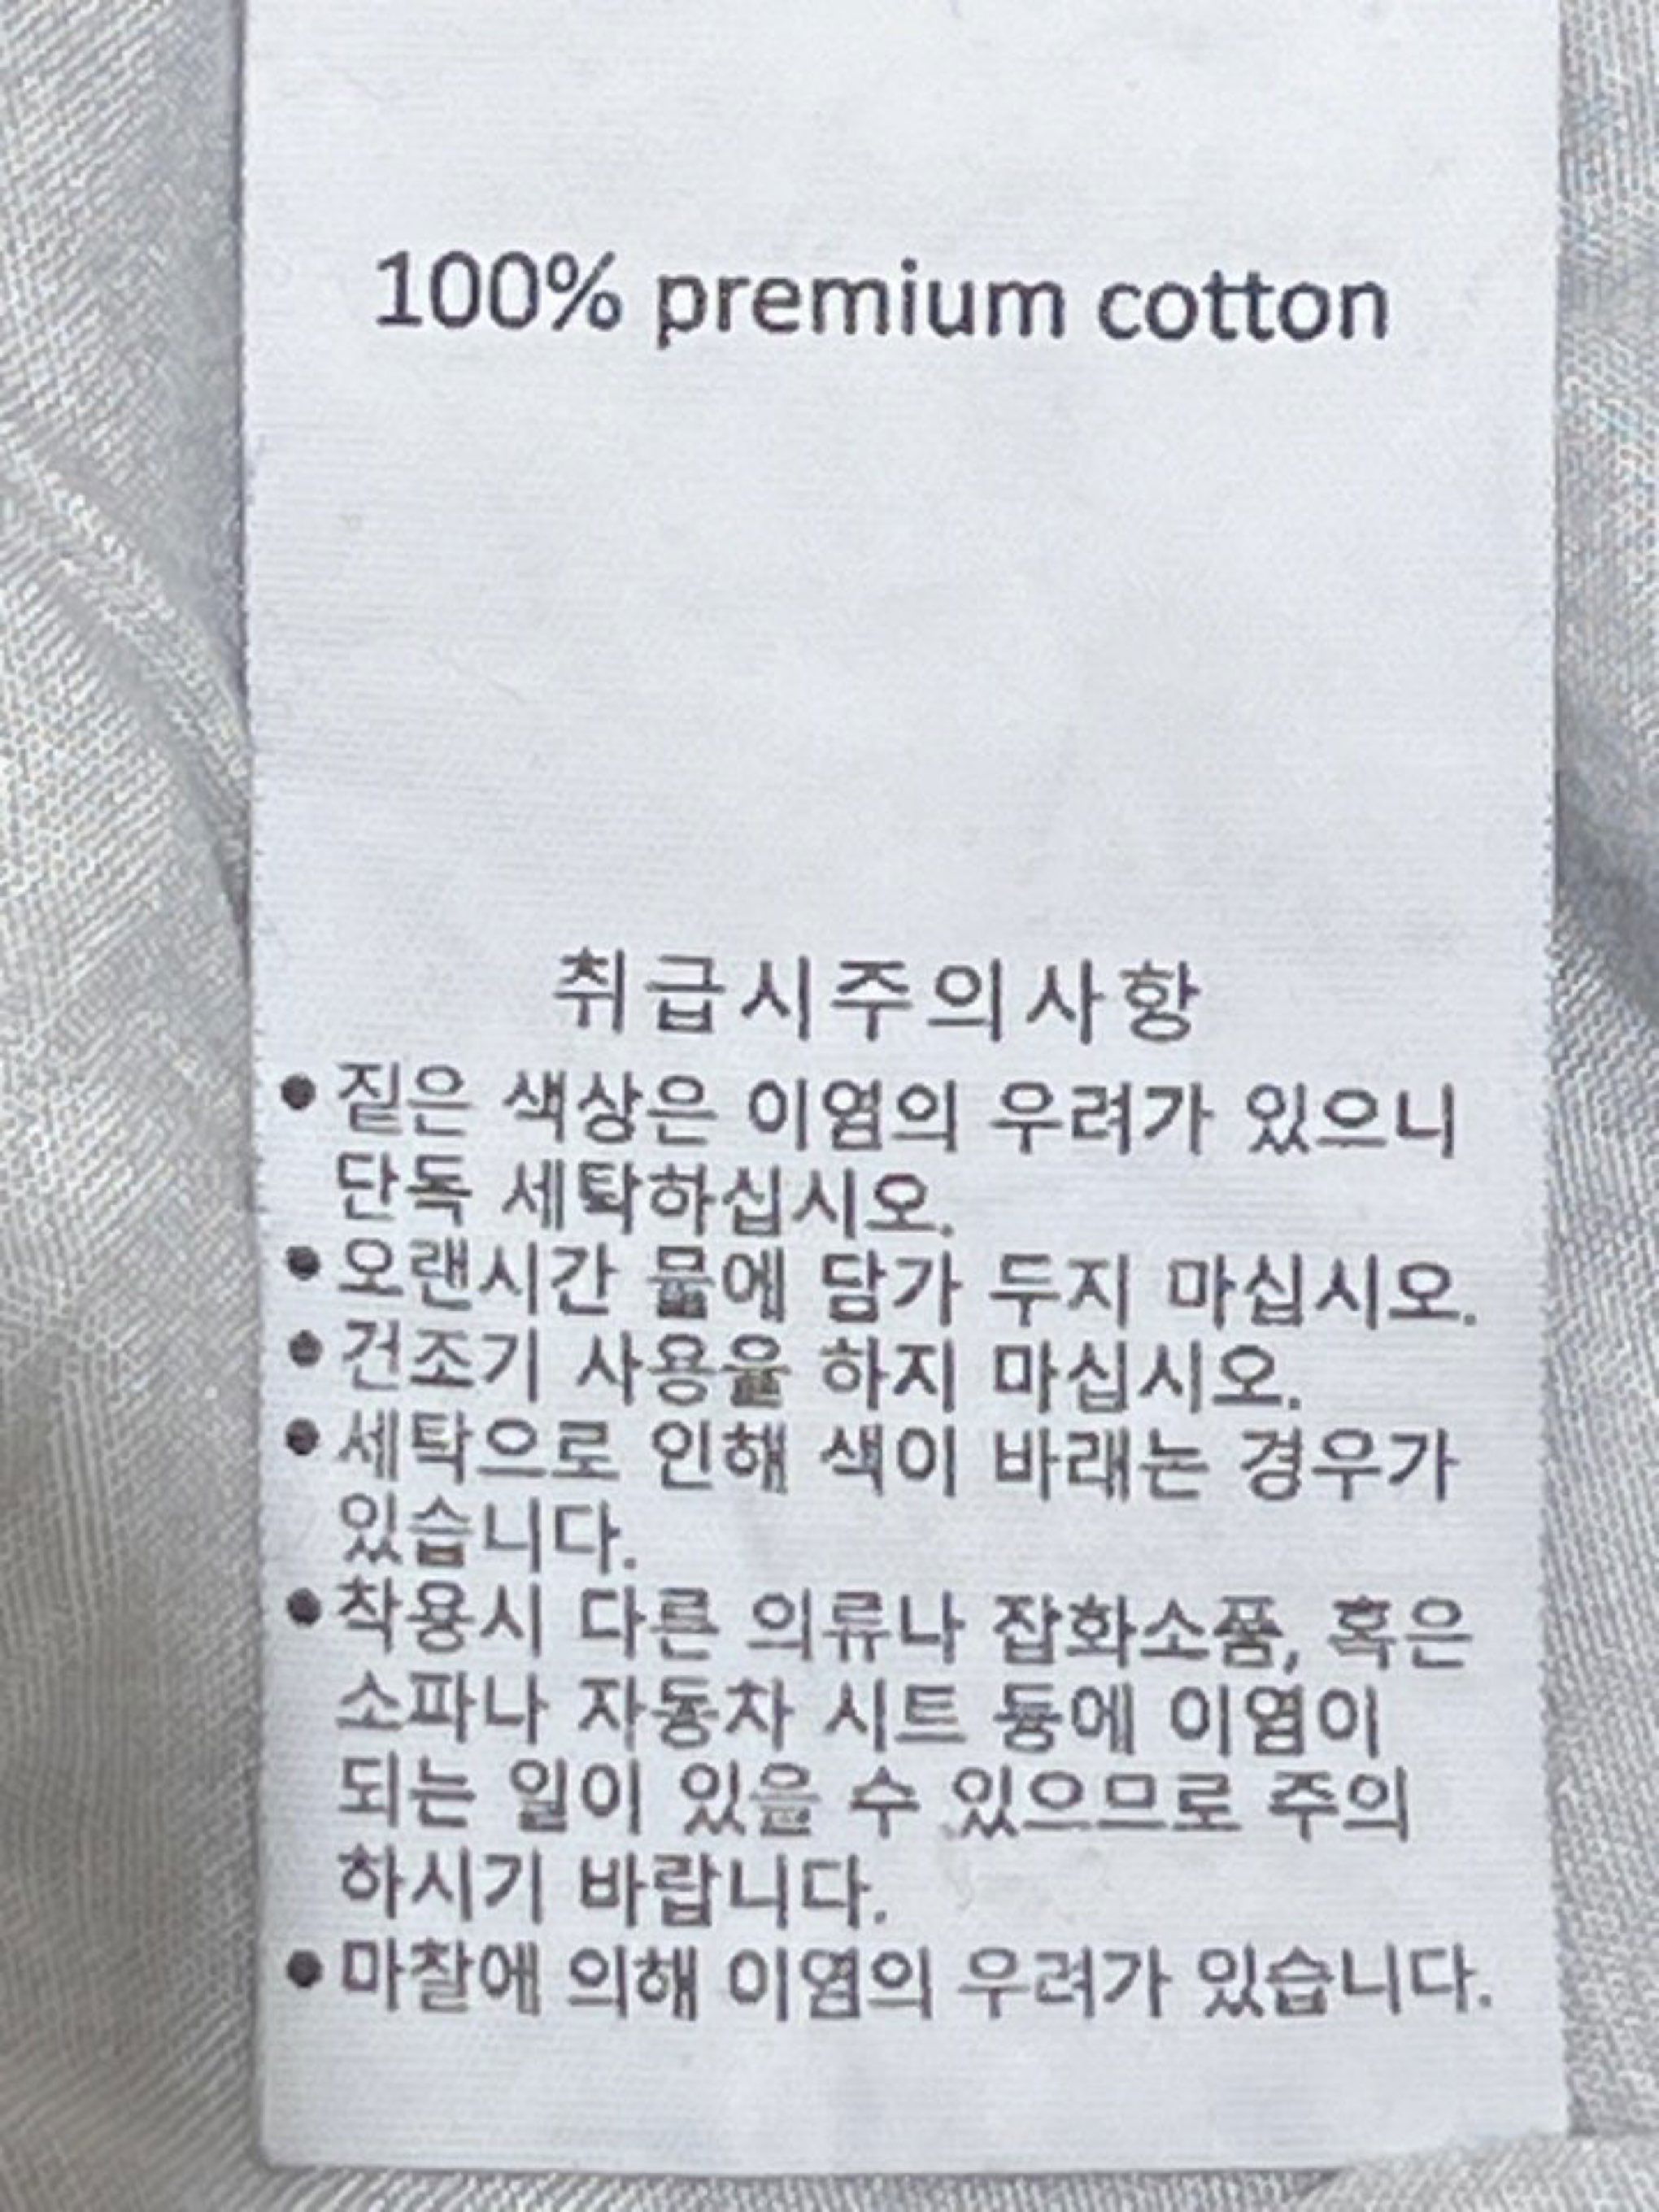 100% premium cotton
취급시주의사항
• 짙은 색상은 이염의 우려가 있으니
단독 세탁하십시오.
• 오랜시간 물에 담가 두지 마십시오.
• 건조기 사용을 하지 마십시오.
• 세탁으로 인해 색이 바래는 경우가
있습니다.
• 착용시 다른 의류나 잡화소품, 혹은
소파나 자동차 시트 등에 이염이
되는 일이 있을 수 있으므로 주의
하시기 바랍니다.
• 마찰에 의해 이염의 우려가 있습니다.